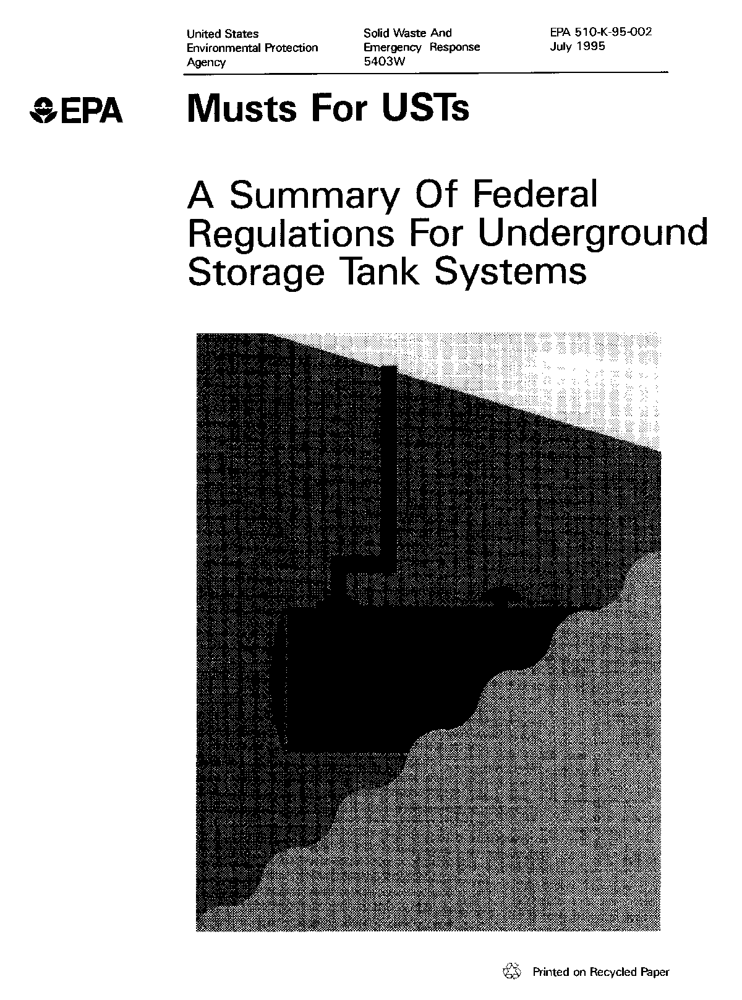 United States
Environmental Protection
Agency
Solid Waste And
Emergency Response
5403W
EPA 510-K-95-002
July 1995
EPA
Musts For USTs
A Summary Of Federal
Regulations For Underground
Storage Tank Systems
Printed on Recycled Paper